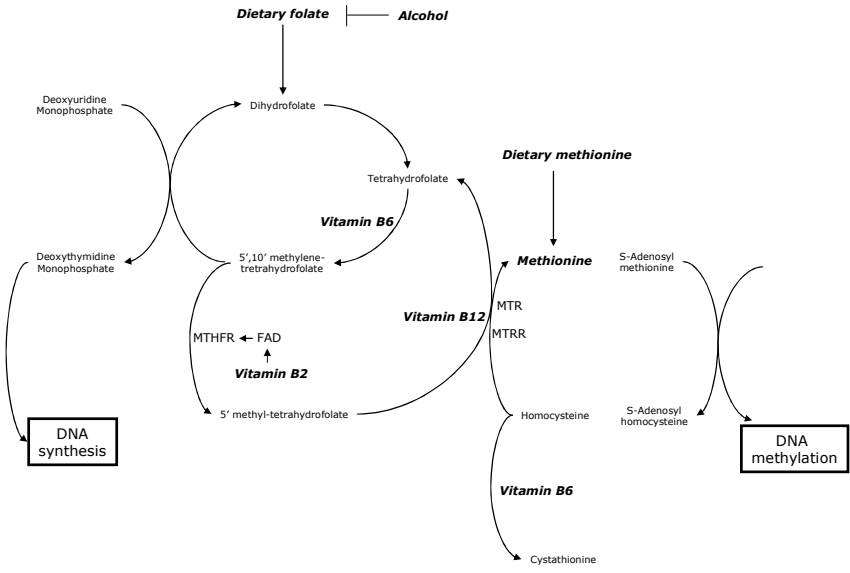 Dietary folate
Alcohol
Deoxyuridine
Monophosphate
Dihydrofolate
Dietary methionine
Tetrahydrofolate
Vitamin B6
Deoxythymidine
Monophosphate
5’,10’ methylene-
tretrahydrofolate
Methionine
S-Adenosyl
methionine
MTR
Vitamin B12
MTRR
MTHFR
FAD
Vitamin B2
5’ methyl-tetrahydrofolate
Homocysteine
S-Adenosyl
homocysteine
DNA
synthesis
DNA
methylation
Vitamin B6
Cystathionine